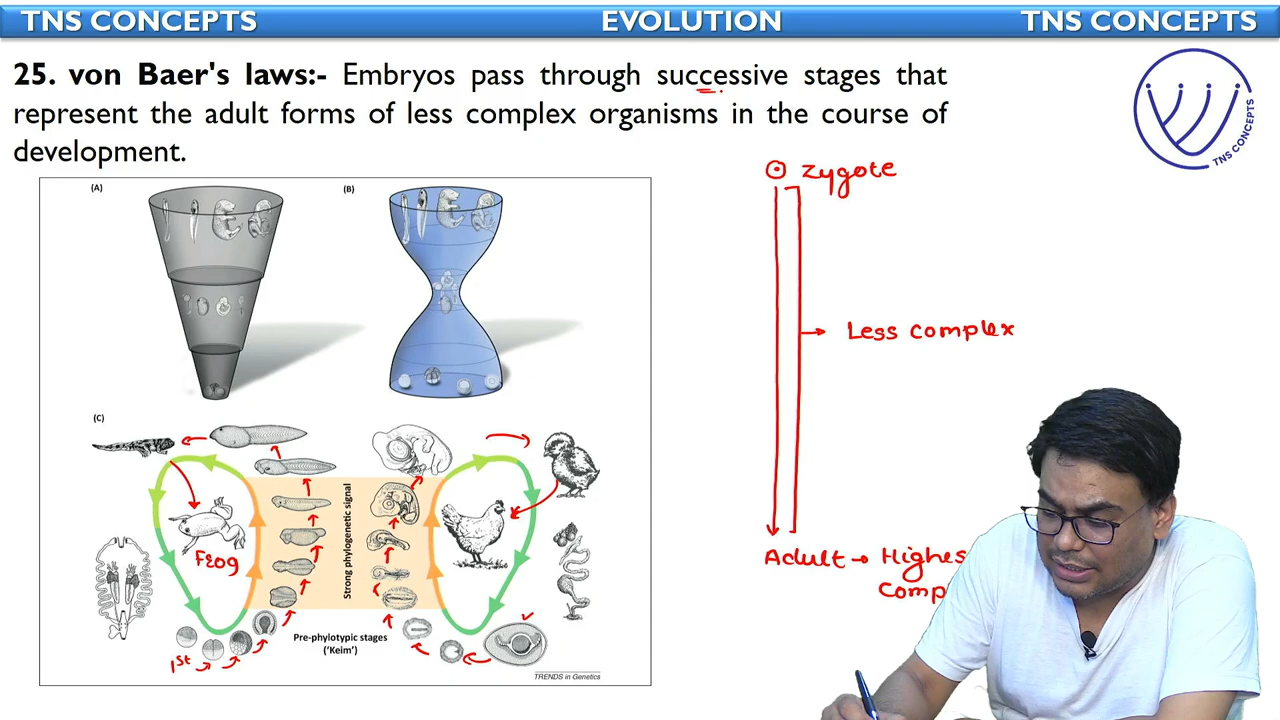 TNS CONCEPTS EVOLUTION TNS CONCEPTS
25. von Baer's laws:- Embryos pass through successive stages that
represent the adult forms of less complex organisms in the course of
development.
TNS CONCEPTS
(A)
(B)
zygote
Less complex
(C)
Strong phylogenetic signal
Frog
Adult → Highes
Comp
Pre-phylotypic stages
('Keim')
1st
TRENDS in Genetics